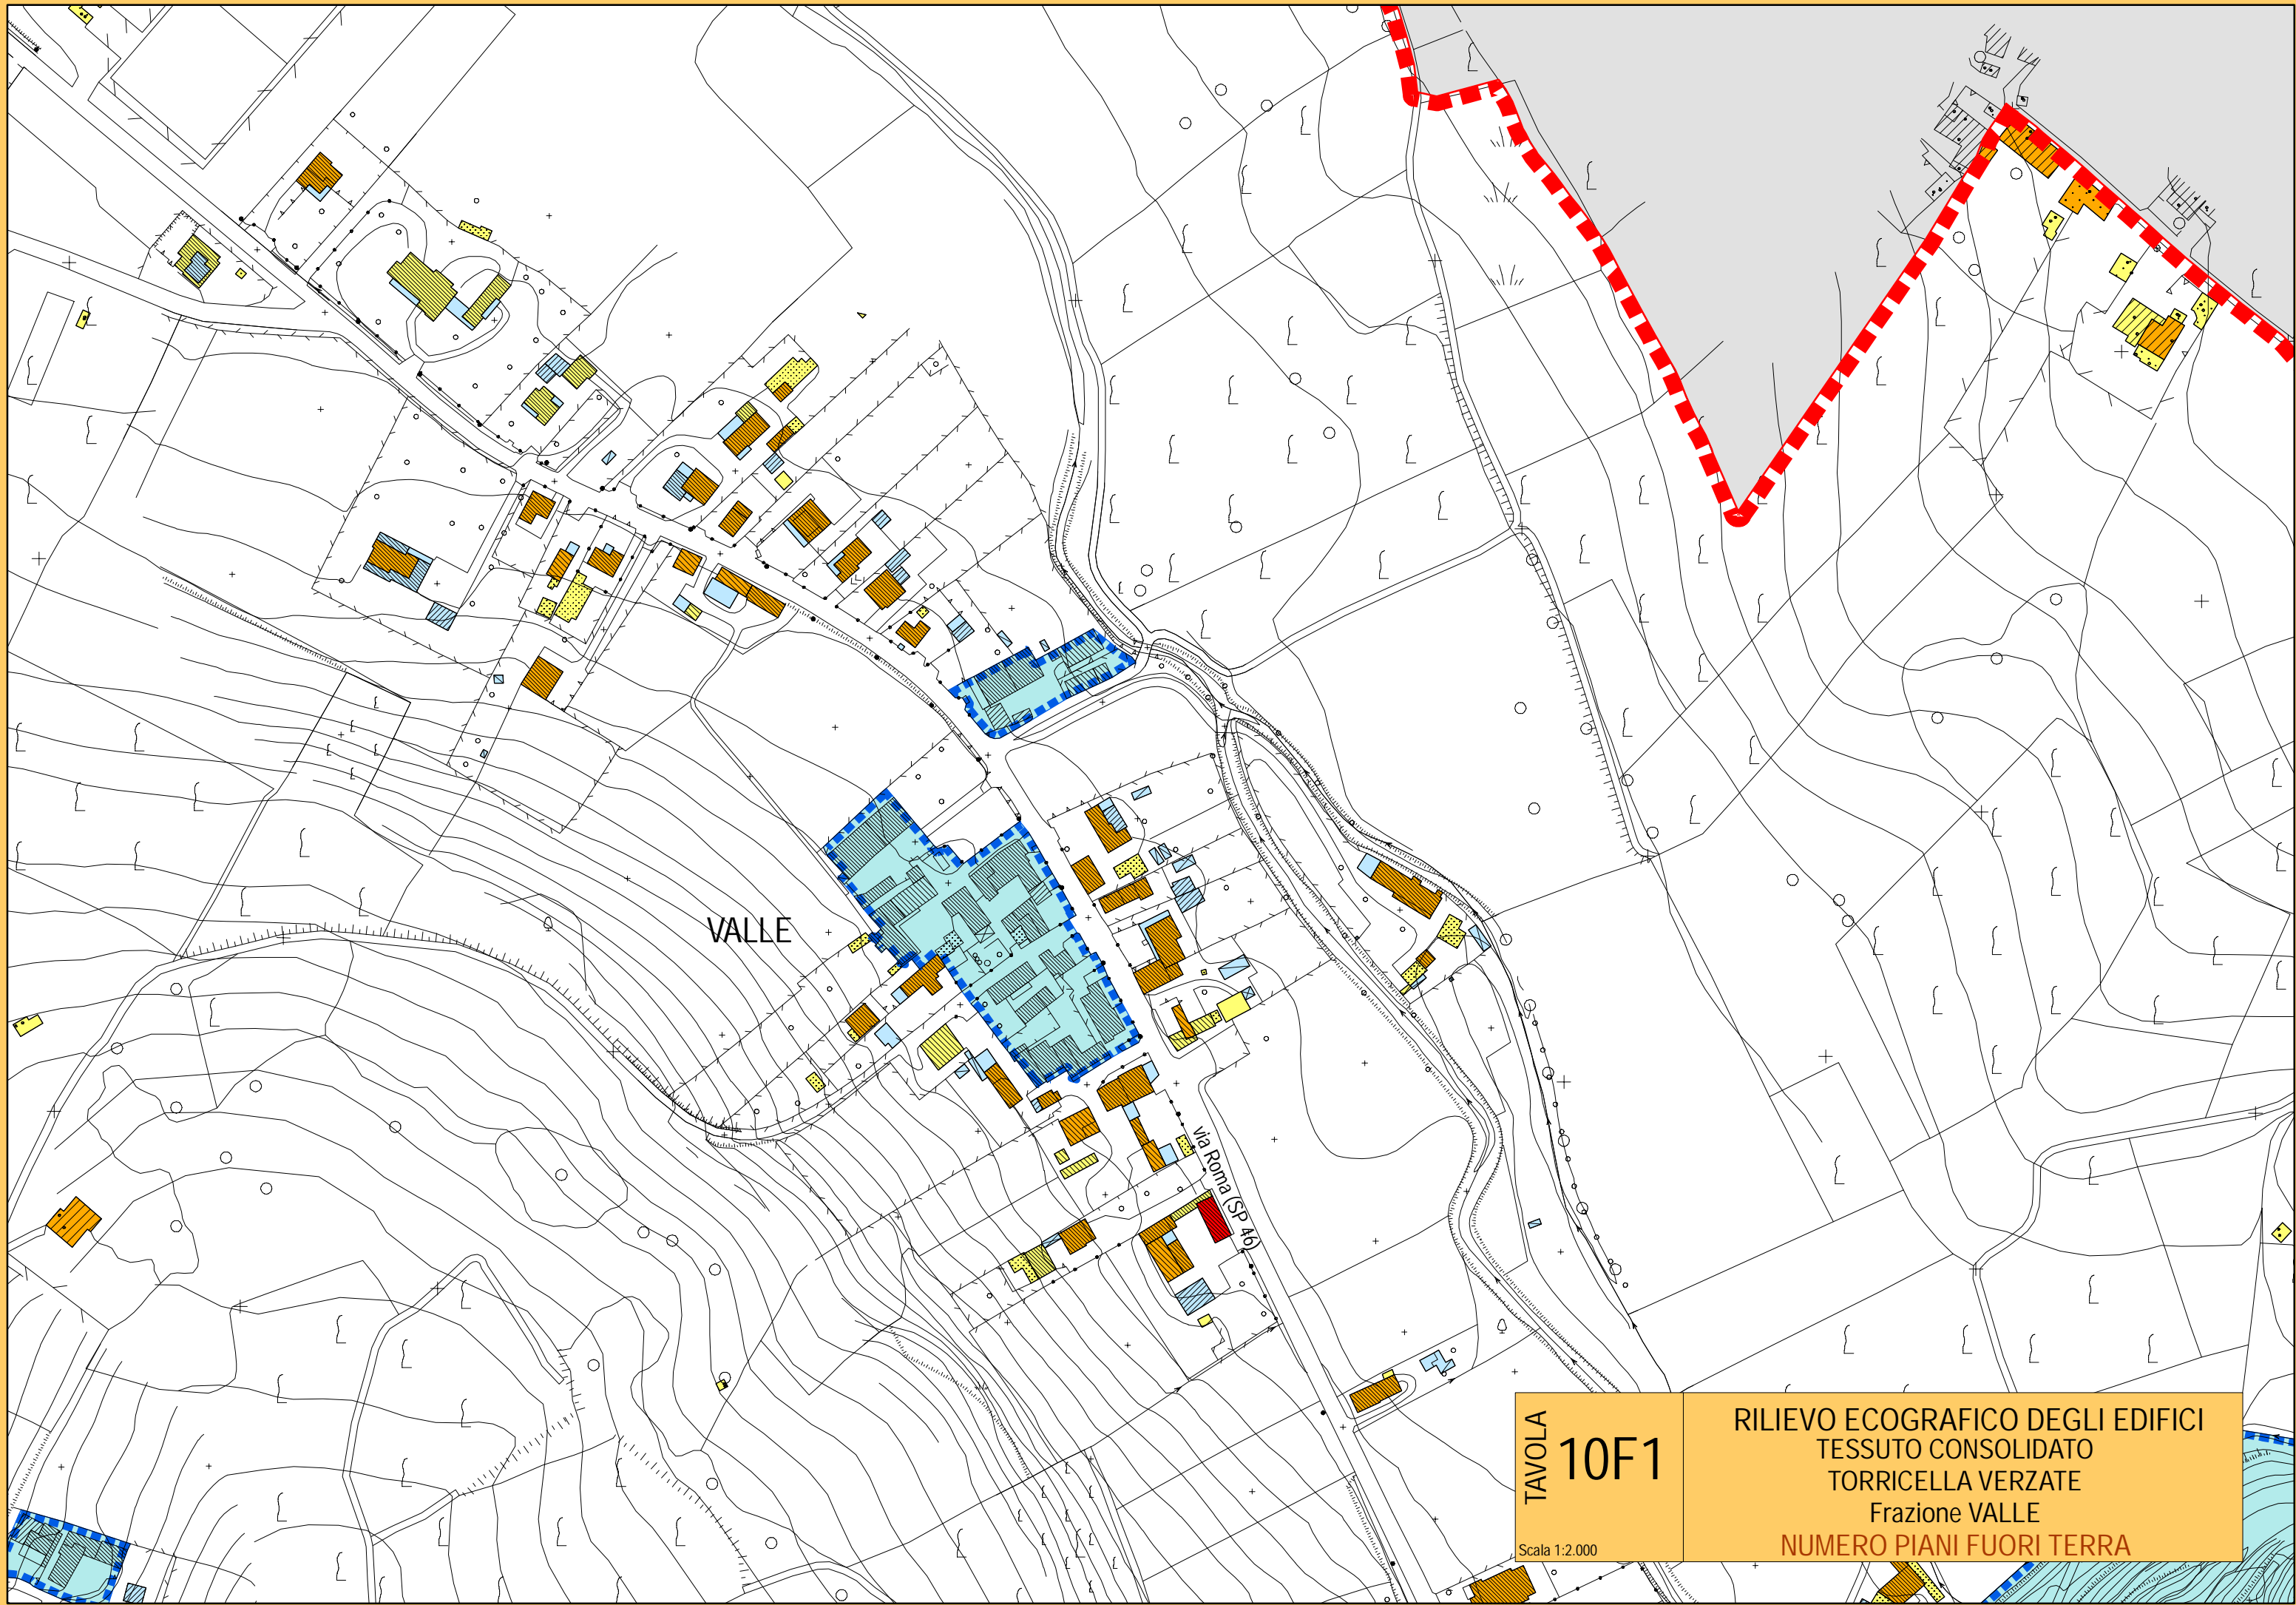 VALLE
via Roma (SP 46)
TAVOLA
10F1
Scala 1:2.000
RILIEVO ECOGRAFICO DEGLI EDIFICI
TESSUTO CONSOLIDATO
TORRICELLA VERZATE
Frazione VALLE
NUMERO PIANI FUORI TERRA